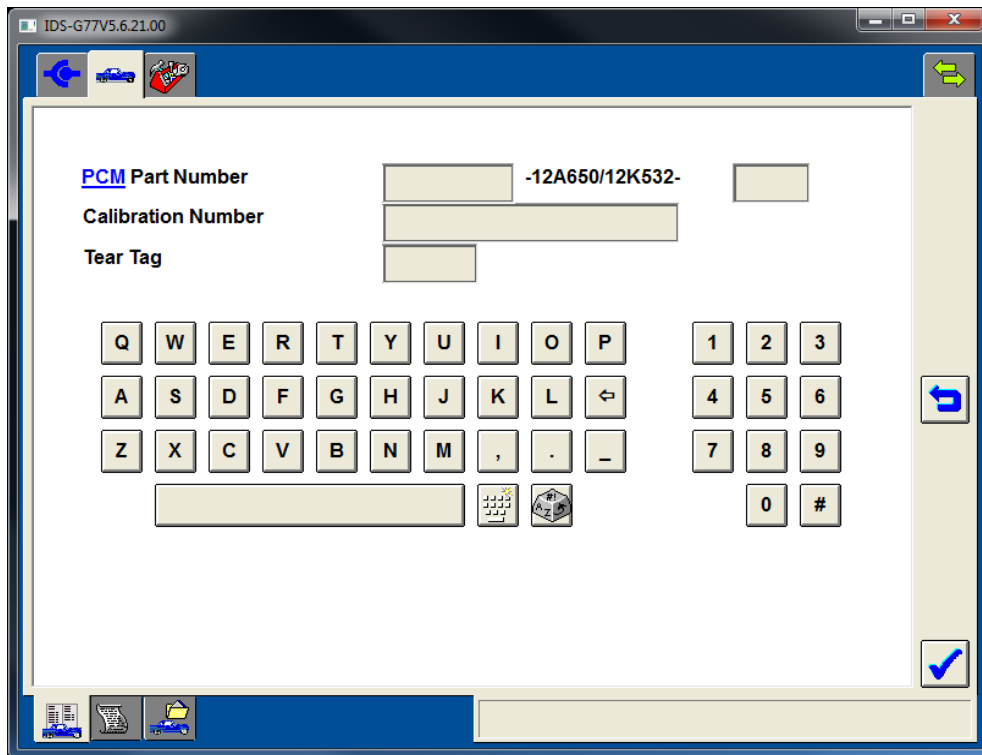 IDS-G77V5.6.21.00
PCM Part Number -12A650/12K532-
Calibration Number
Tear Tag
Q W E R T Y U I O P 1 2 3
A S D F G H J K L ⇦ 4 5 6
Z X C V B N M , . _ 7 8 9
#! A Z 0 #